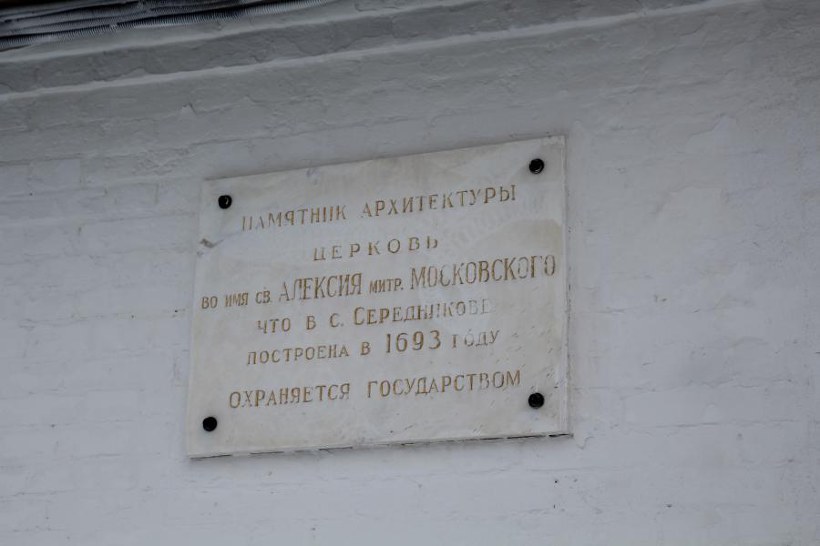 ПАМЯТНИК АРХИТЕКТУРЫ
ЦЕРКОВЬ
ВО ИМЯ СВ. АЛЕКСИЯ МИТР. МОСКОВСКОГО
ЧТО В С. СЕРЕДНИКОВЕ
ПОСТРОЕНА В 1693 ГОДУ
ОХРАНЯЕТСЯ ГОСУДАРСТВОМ